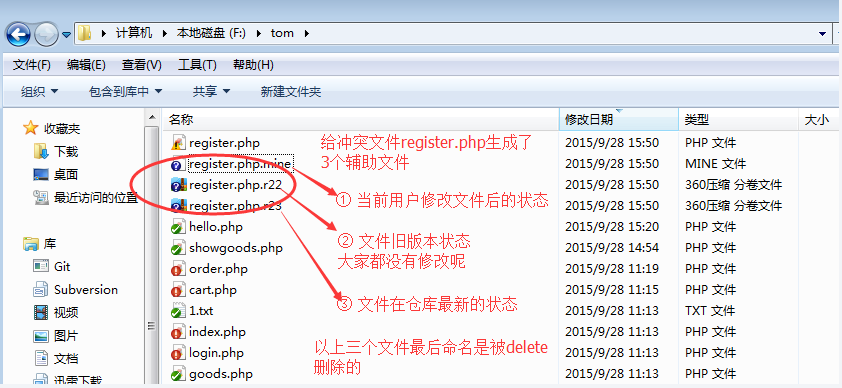 计算机 ▸ 本地磁盘 (F:) ▸ tom ▸
文件(F) 编辑(E) 查看(V) 工具(T) 帮助(H)
组织 包含到库中 共享 新建文件夹
收藏夹
下载
桌面
最近访问的位置
库
Git
Subversion
视频
图片
文档
迅雷下载
名称 修改日期 类型 大小
register.php 2015/9/28 15:50 PHP 文件
register.php.mine 2015/9/28 15:50 MINE 文件
register.php.r22 2015/9/28 15:50 360压缩 分卷文件
register.php.r23 2015/9/28 15:50 360压缩 分卷文件
hello.php 2015/9/28 15:20 PHP 文件
showgoods.php 2015/9/28 14:54 PHP 文件
order.php 2015/9/28 11:19 PHP 文件
cart.php 2015/9/28 11:15 PHP 文件
1.txt 2015/9/28 11:13 TXT 文件
index.php 2015/9/28 11:13 PHP 文件
login.php 2015/9/28 11:13 PHP 文件
goods.php 2015/9/28 11:13 PHP 文件
给冲突文件register.php生成了
3个辅助文件
① 当前用户修改文件后的状态
② 文件旧版本状态
大家都没有修改呢
③ 文件在仓库最新的状态
以上三个文件最后命名是被delete
删除的